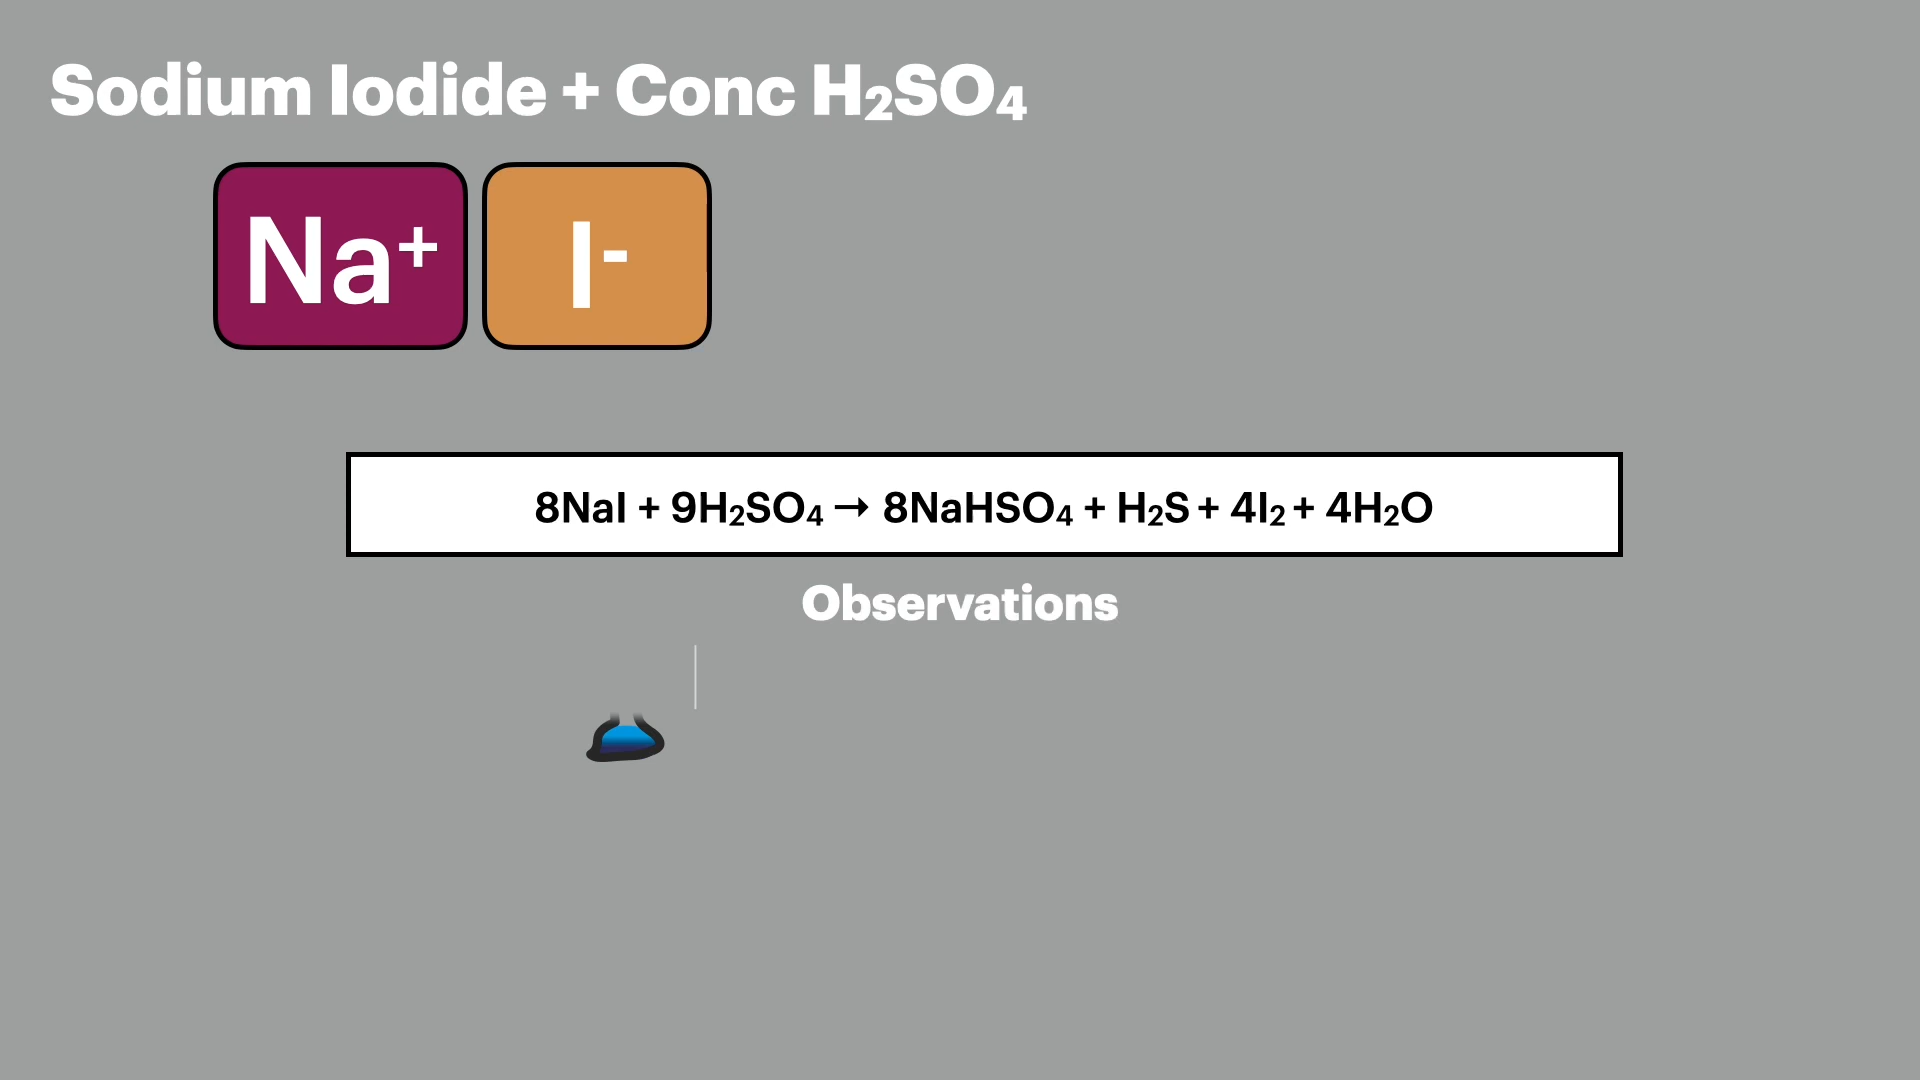 Sodium Iodide + Conc H₂SO₄
Na⁺ I⁻
8NaI + 9H₂SO₄ → 8NaHSO₄ + H₂S + 4I₂ + 4H₂O
Observations